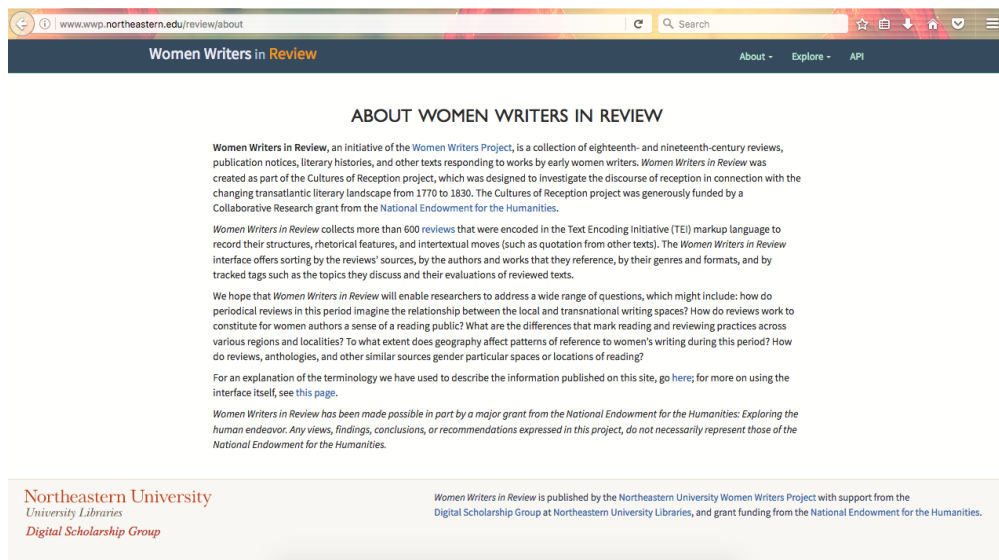 www.wwp.northeastern.edu/review/about
Search
Women Writers in Review
About
Explore
API
ABOUT WOMEN WRITERS IN REVIEW
Women Writers in Review, an initiative of the Women Writers Project, is a collection of eighteenth- and nineteenth-century reviews,
publication notices, literary histories, and other texts responding to works by early women writers. Women Writers in Review was
created as part of the Cultures of Reception project, which was designed to investigate the discourse of reception in connection with the
changing transatlantic literary landscape from 1770 to 1830. The Cultures of Reception project was generously funded by a
Collaborative Research grant from the National Endowment for the Humanities.
Women Writers in Review collects more than 600 reviews that were encoded in the Text Encoding Initiative (TEI) markup language to
record their structures, rhetorical features, and intertextual moves (such as quotation from other texts). The Women Writers in Review
interface offers sorting by the reviews' sources, by the authors and works that they reference, by their genres and formats, and by
tracked tags such as the topics they discuss and their evaluations of reviewed texts.
We hope that Women Writers in Review will enable researchers to address a wide range of questions, which might include: how do
periodical reviews in this period imagine the relationship between the local and transnational writing spaces? How do reviews work to
constitute for women authors a sense of a reading public? What are the differences that mark reading and reviewing practices across
various regions and localities? To what extent does geography affect patterns of reference to women's writing during this period? How
do reviews, anthologies, and other similar sources gender particular spaces or locations of reading?
For an explanation of the terminology we have used to describe the information published on this site, go here; for more on using the
interface itself, see this page.
Women Writers in Review has been made possible in part by a major grant from the National Endowment for the Humanities: Exploring the
human endeavor. Any views, findings, conclusions, or recommendations expressed in this project, do not necessarily represent those of the
National Endowment for the Humanities.
Northeastern University
University Libraries
Digital Scholarship Group
Women Writers in Review is published by the Northeastern University Women Writers Project with support from the
Digital Scholarship Group at Northeastern University Libraries, and grant funding from the National Endowment for the Humanities.